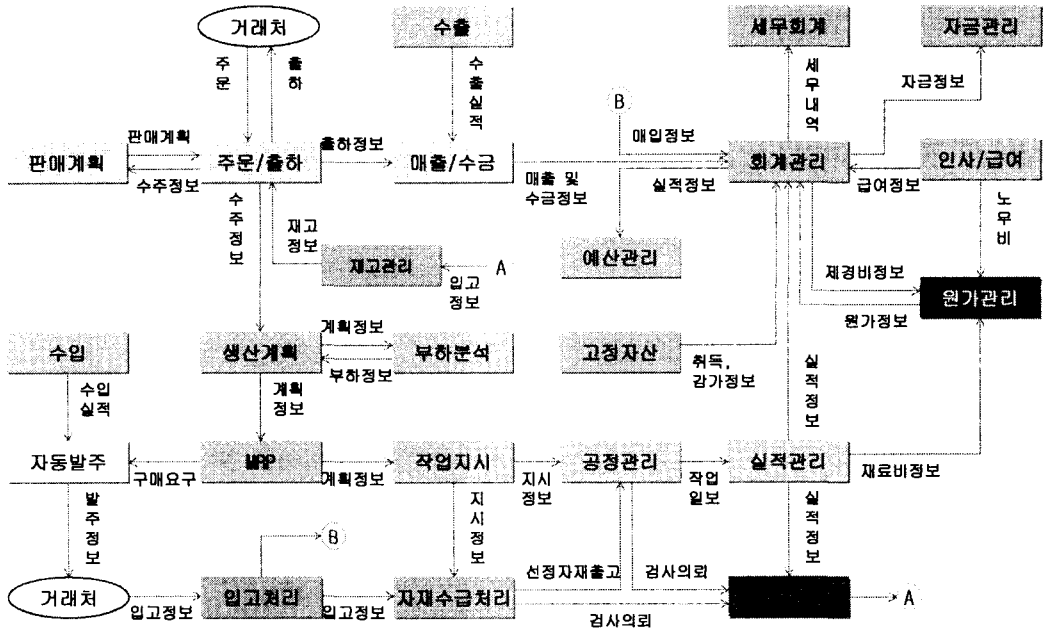 거래처
수출
세무회계
자금관리
주문
출하
수출실적
세무내역
자금정보
B
판매계획
출하정보
매입정보
판매계획
주문/출하
매출/수금
회계관리
인사/급여
수주정보
매출 및
수금정보
실적정보
급여정보
수주정보
재고
정보
노무비
재고관리
A
예산관리
입고
정보
제경비정보
원가관리
원가정보
계획정보
수입
생산계획
부하분석
고정자산
부하정보
취득,
감가정보
수입
실적
계획
정보
실적정보
자동발주
MRP
작업지시
공정관리
실적관리
구매요구
계획정보
지시
정보
작업
일보
재료비정보
발주정보
지시정보
실적정보
B
선정자재출고
검사의뢰
거래처
입고처리
자재수급처리
A
입고정보
입고정보
검사의뢰